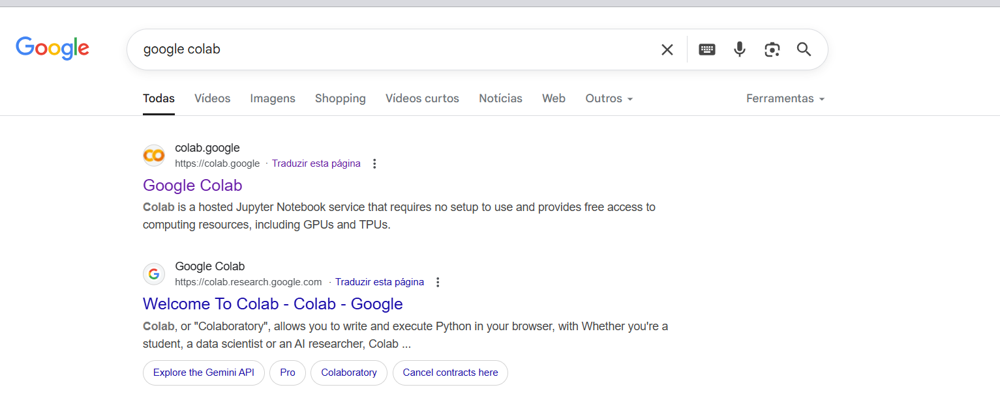 Google
google colab
Todas Vídeos Imagens Shopping Vídeos curtos Notícias Web Outros Ferramentas
colab.google
https://colab.google · Traduzir esta página
Google Colab
Colab is a hosted Jupyter Notebook service that requires no setup to use and provides free access to
computing resources, including GPUs and TPUs.
Google Colab
https://colab.research.google.com · Traduzir esta página
Welcome To Colab - Colab - Google
Colab, or "Colaboratory", allows you to write and execute Python in your browser, with Whether you're a
student, a data scientist or an AI researcher, Colab ...
Explore the Gemini API Pro Colaboratory Cancel contracts here